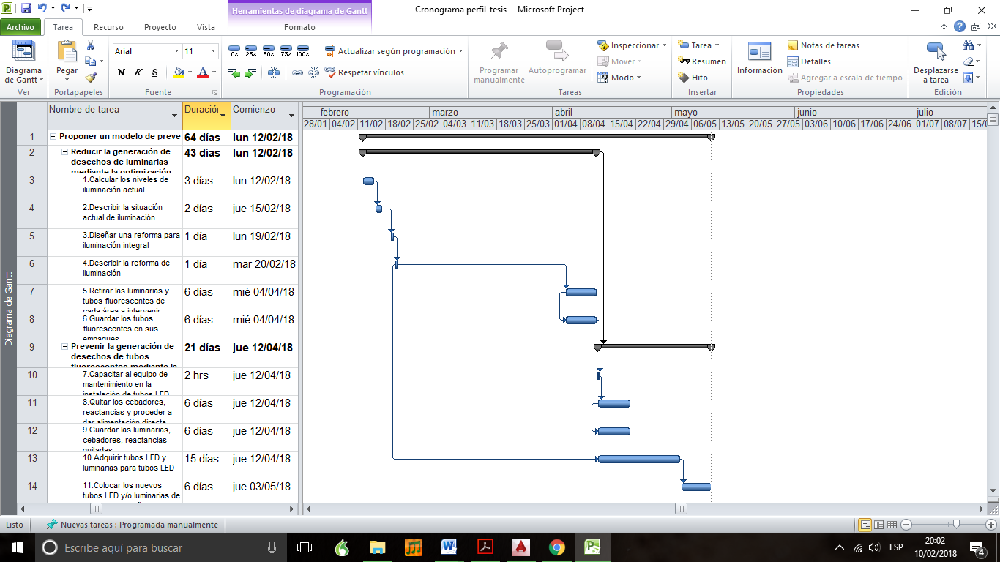 Herramientas de diagrama de Gantt
Cronograma perfil-tesis - Microsoft Project
Archivo Tarea Recurso Proyecto Vista Formato
Diagrama de Gantt
Ver
Pegar
Portapapeles
Arial 11
N K S
Fuente
0% 25% 50% 75% 100%
Actualizar según programación
Respetar vínculos
Programación
Programar manualmente
Autoprogramar
Inspeccionar
Mover
Modo
Tareas
Tarea
Resumen
Hito
Insertar
Información
Notas de tareas
Detalles
Agregar a escala de tiempo
Propiedades
Desplazarse a tarea
Edición
Nombre de tarea Duración Comienzo
febrero marzo abril mayo junio julio
28/01 04/02 11/02 18/02 25/02 04/03 11/03 18/03 25/03 01/04 08/04 15/04 22/04 29/04 06/05 13/05 20/05 27/05 03/06 10/06 17/06 24/06 01/07 08/07 15/0
Diagrama de Gantt
1 Proponer un modelo de preve 64 días lun 12/02/18
2 Reducir la generación de 43 días lun 12/02/18
desechos de luminarias
mediante la optimización
3 1.Calcular los niveles de 3 días lun 12/02/18
iluminación actual
4 2.Describir la situación 2 días jue 15/02/18
actual de iluminación
5 3.Diseñar una reforma para 1 día lun 19/02/18
iluminación integral
6 4.Describir la reforma de 1 día mar 20/02/18
iluminación
7 5.Retirar las luminarias y 6 días mié 04/04/18
tubos fluorescentes de
cada área a intervenir
8 6.Guardar los tubos 6 días mié 04/04/18
fluorescentes en sus
empaques
9 Prevenir la generación de 21 días jue 12/04/18
desechos de tubos
fluorescentes mediante la
10 7.Capacitar al equipo de 2 hrs jue 12/04/18
mantenimiento en la
instalación de tubos LED
11 8.Quitar los cebadores, 6 días jue 12/04/18
reactancias y proceder a
dar alimentación directa
12 9.Guardar las luminarias, 6 días jue 12/04/18
cebadores, reactancias
quitadas
13 10.Adquirir tubos LED y 15 días jue 12/04/18
luminarias para tubos LED
14 11.Colocar los nuevos 6 días jue 03/05/18
tubos LED y/o luminarias de
Listo Nuevas tareas : Programada manualmente
Escribe aquí para buscar
ESP
20:02
10/02/2018
4